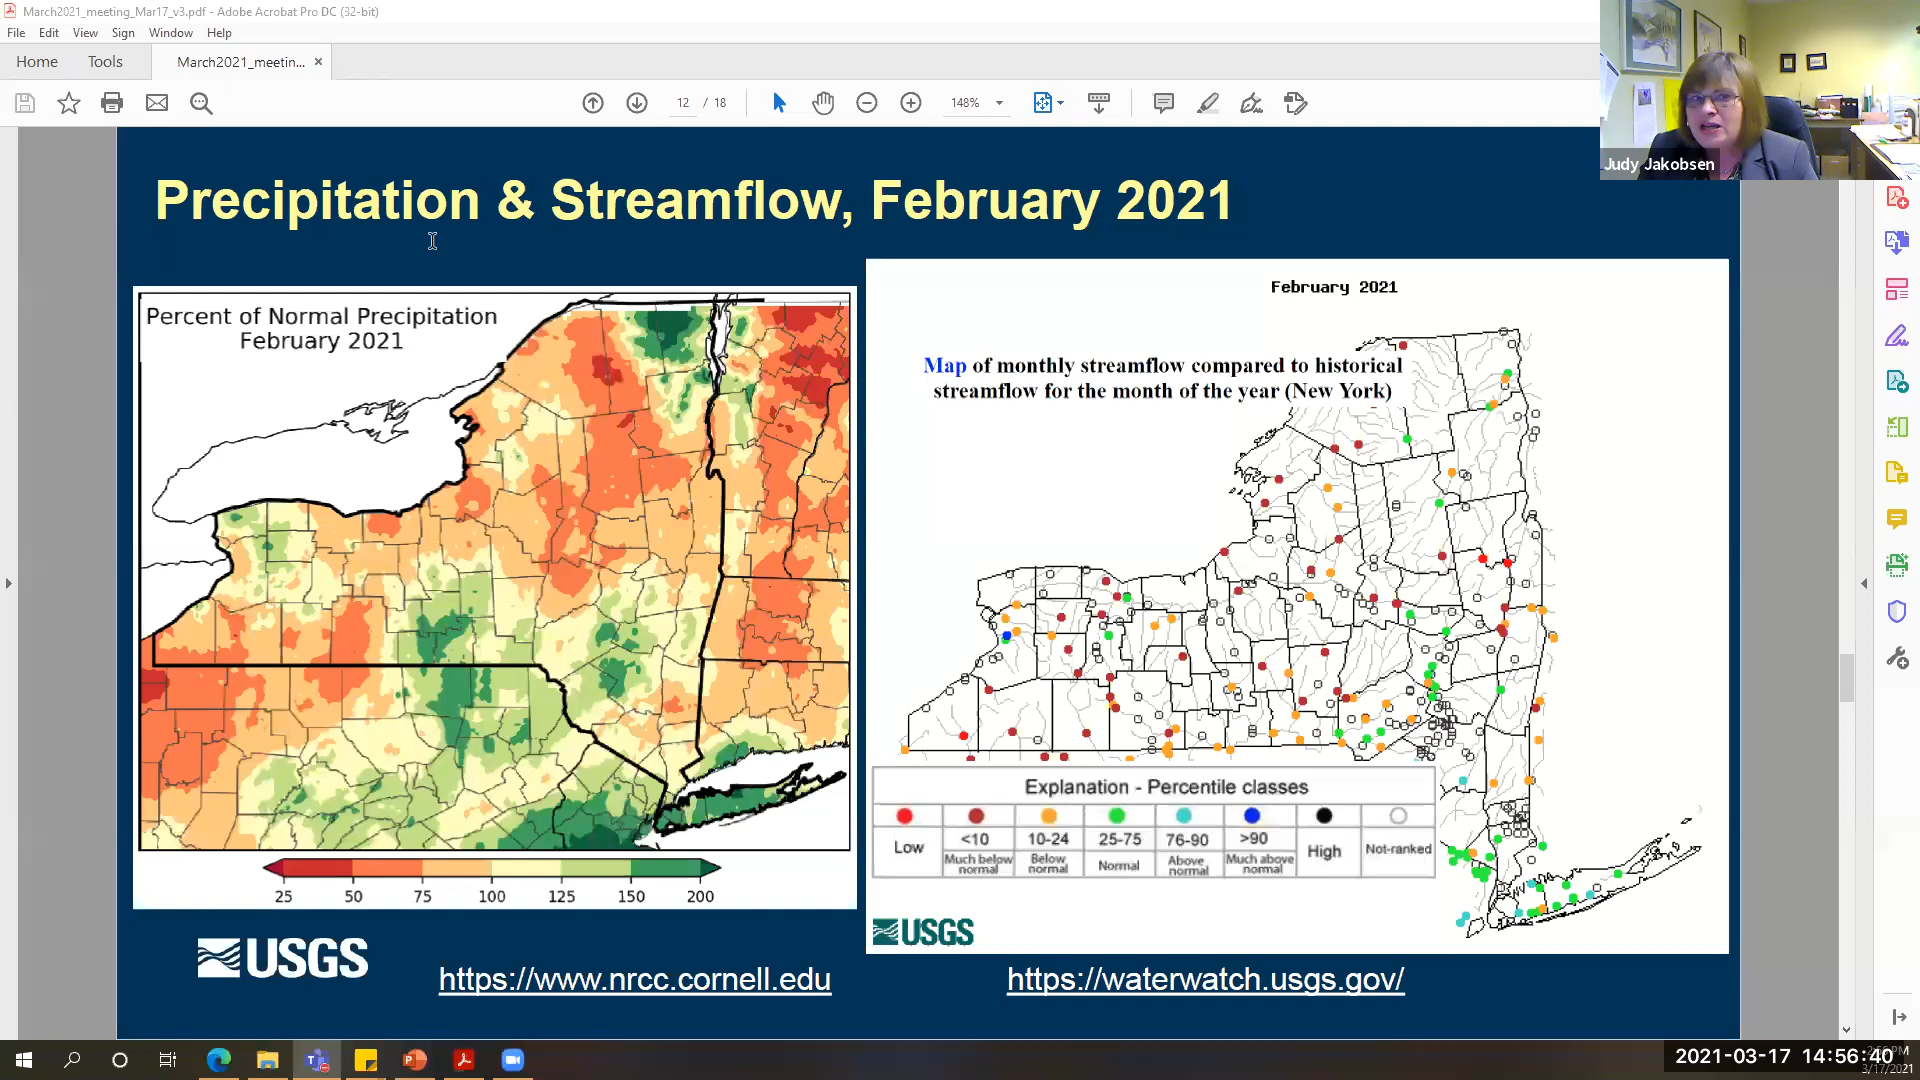 March2021_meeting_Mar17_v3.pdf - Adobe Acrobat Pro DC (32-bit)
File Edit View Sign Window Help
Home Tools March2021_meetin... ×
12 / 18 148%
Judy Jakobsen
Precipitation & Streamflow, February 2021
Percent of Normal Precipitation
February 2021
25 50 75 100 125 150 200
February 2021
Map of monthly streamflow compared to historical
streamflow for the month of the year (New York)
Explanation - Percentile classes
Low <10 10-24 25-75 76-90 >90 High Not-ranked
Much below normal Below normal Normal Above normal Much above normal
USGS
USGS
https://www.nrcc.cornell.edu
https://waterwatch.usgs.gov/
2021-03-17 14:56:40
3/17/2021